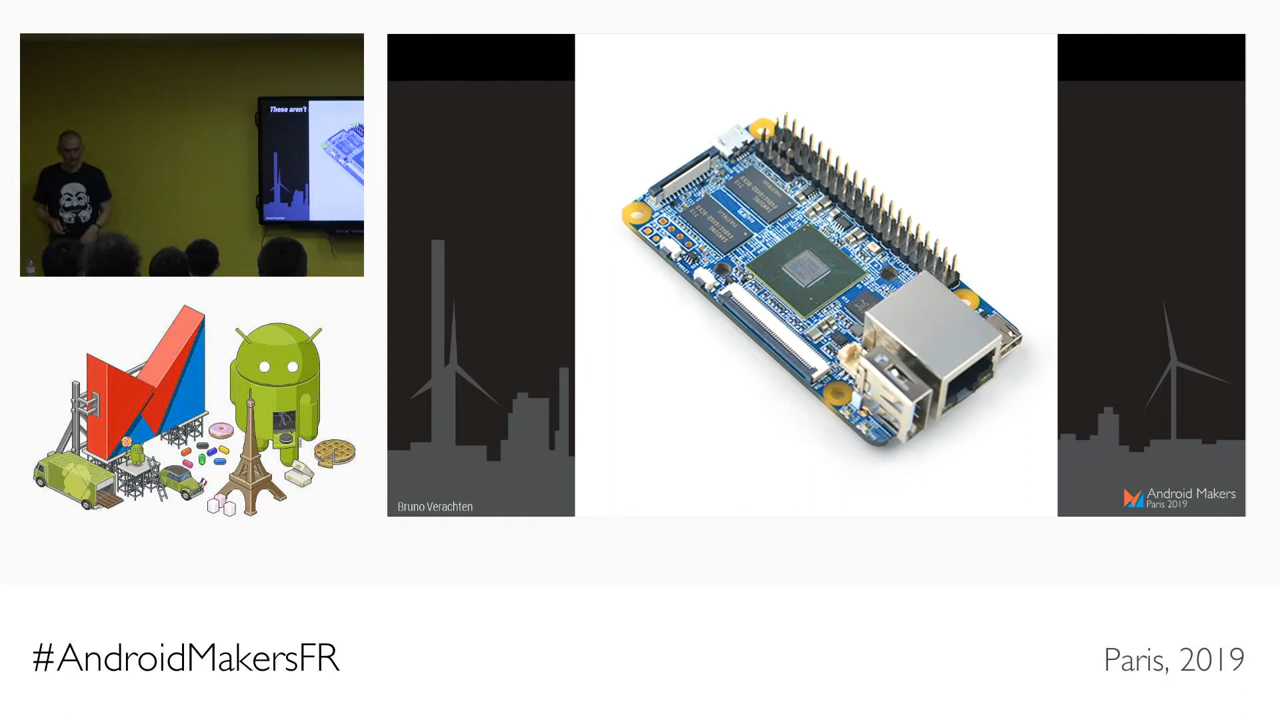 These aren't
Bruno Verachten
Android Makers
Paris 2019
#AndroidMakersFR
Paris, 2019